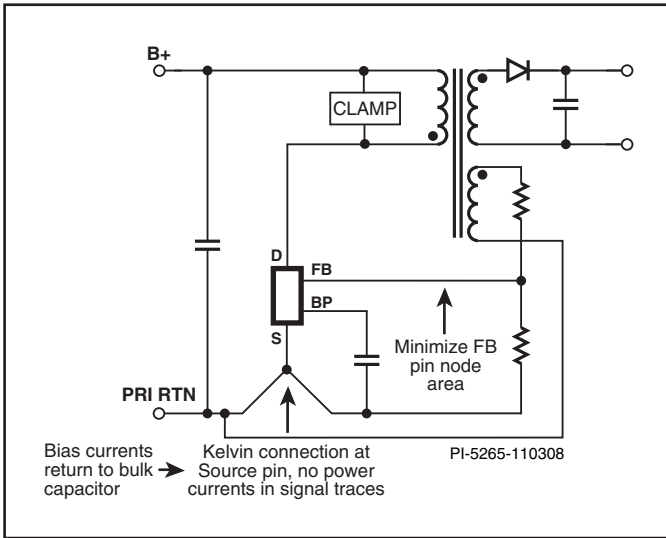 B+
CLAMP
D
FB
BP
S
Minimize FB
pin node
area
PRI RTN
Bias currents
return to bulk
capacitor
Kelvin connection at
Source pin, no power
currents in signal traces
PI-5265-110308